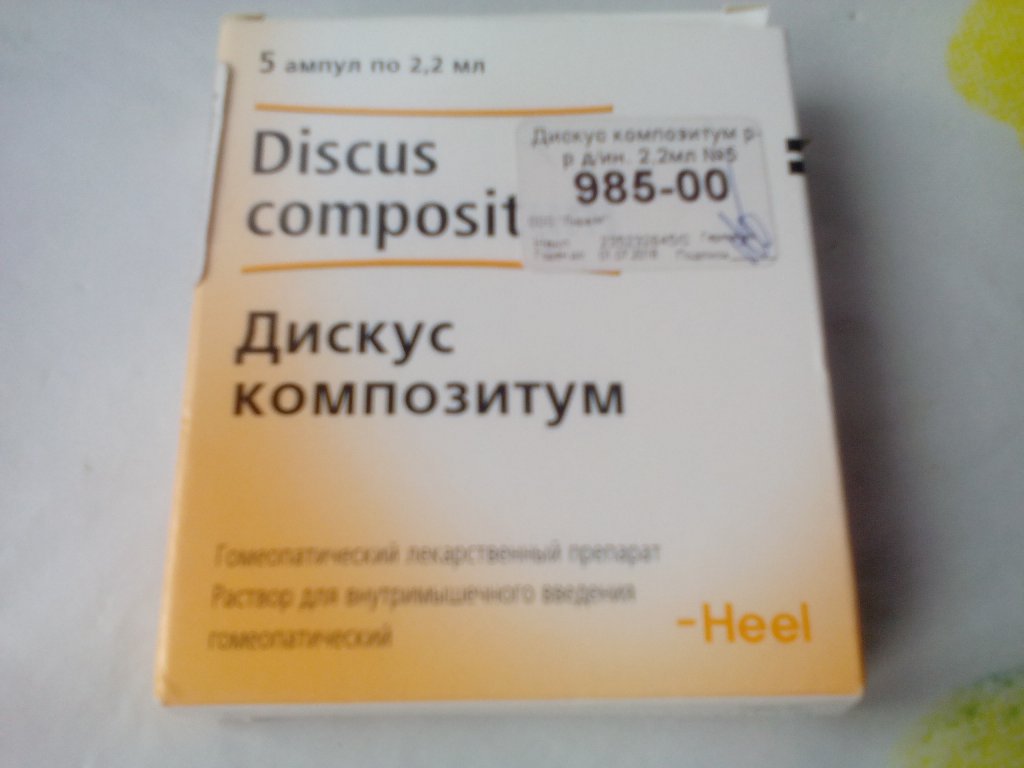 5 ампул по 2,2 мл
Discus
composit
Дискус композитум р-
р д/ин. 2,2мл №5
985-00
Дискус
композитум
Гомеопатический лекарственный препарат
Раствор для внутримышечного введения
гомеопатический
-Heel